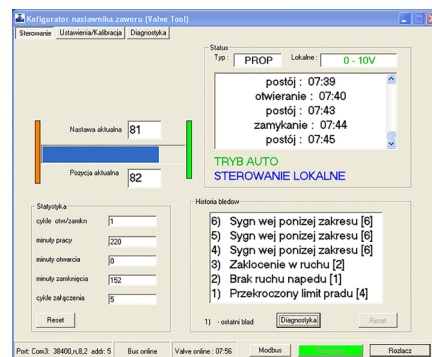 Kofigurator nastawnika zaworu (Valve Tool)
Sterowanie Ustawienia/Kalibracja Diagnostyka
Status
Typ : PROP Lokalne : 0 - 10V
postój : 07:39
otwieranie : 07:40
postój : 07:43
zamykanie : 07:44
postój : 07:45
TRYB AUTO
STEROWANIE LOKALNE
Nastawa aktualna 81
Pozycja aktualna 82
Statystyka
cykle otw/zamkn 1
minuty pracy 220
minuty otwarcia 0
minuty zamknięcia 152
cykle załączenia 5
Reset
Historia bledow
6) Sygn wej ponizej zakresu [6]
5) Sygn wej ponizej zakresu [6]
4) Sygn wej ponizej zakresu [6]
3) Zaklocenie w ruchu [2]
2) Brak ruchu napedu [1]
1) Przekroczony limit pradu [4]
1) - ostatni blad Diagnostyka Reset
Port: Com3: 38400,n,8,2 addr: 5 Bus online Valve online : 07:56 Modbus Rozlacz